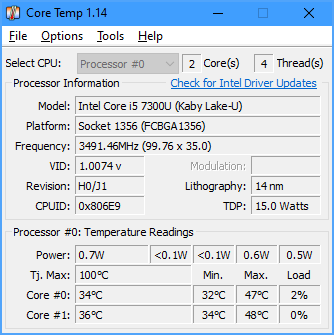 Core Temp 1.14
File Options Tools Help
Select CPU: Processor #0 2 Core(s) 4 Thread(s)
Processor Information Check for Intel Driver Updates
Model: Intel Core i5 7300U (Kaby Lake-U)
Platform: Socket 1356 (FCBGA1356)
Frequency: 3491.46MHz (99.76 x 35.0)
VID: 1.0074 v Modulation:
Revision: H0/J1 Lithography: 14 nm
CPUID: 0x806E9 TDP: 15.0 Watts
Processor #0: Temperature Readings
Power: 0.7W <0.1W <0.1W 0.6W 0.5W
Tj. Max: 100°C Min. Max. Load
Core #0: 34°C 32°C 47°C 2%
Core #1: 36°C 34°C 48°C 0%